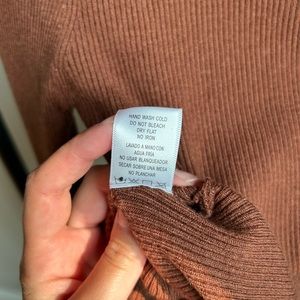 HAND WASH COLD
DO NOT BLEACH
DRY FLAT
NO IRON
LAVADO A MANO CON
AGUA FRÍA
NO USAR BLANQUEADOR
SECAR SOBRE UNA MESA
NO PLANCHAR